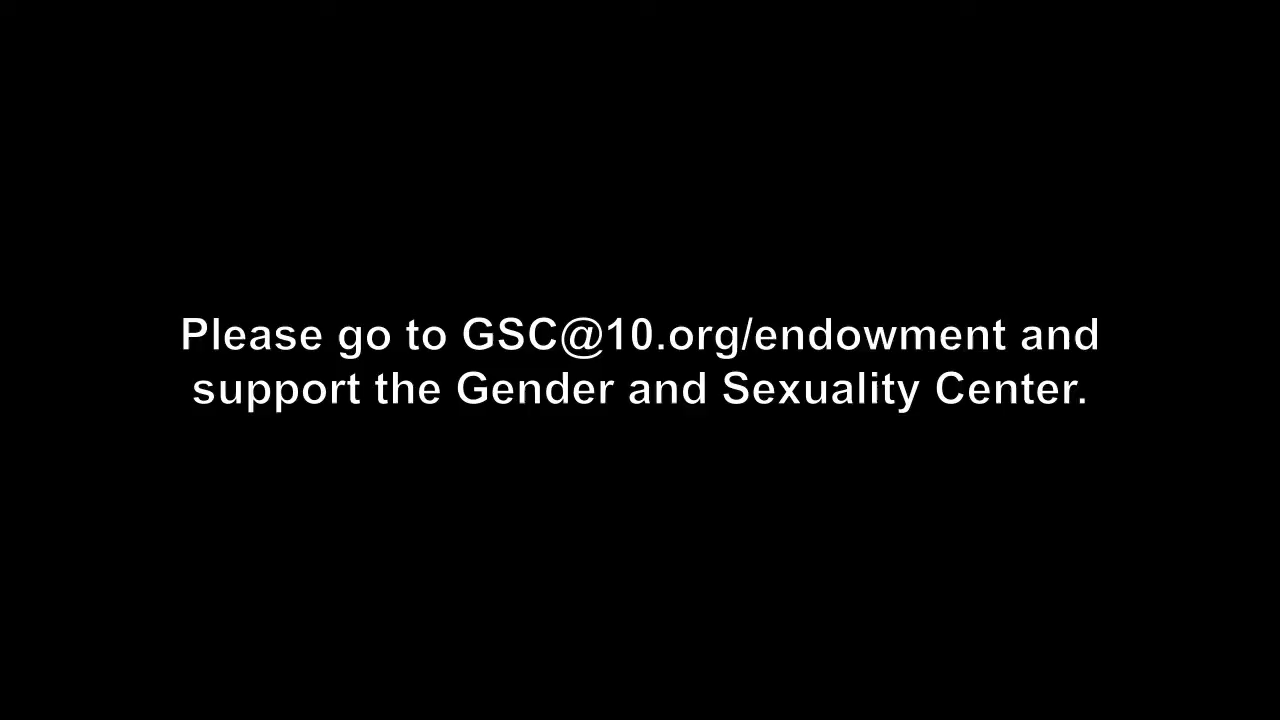 Please go to GSC@10.org/endowment and
support the Gender and Sexuality Center.